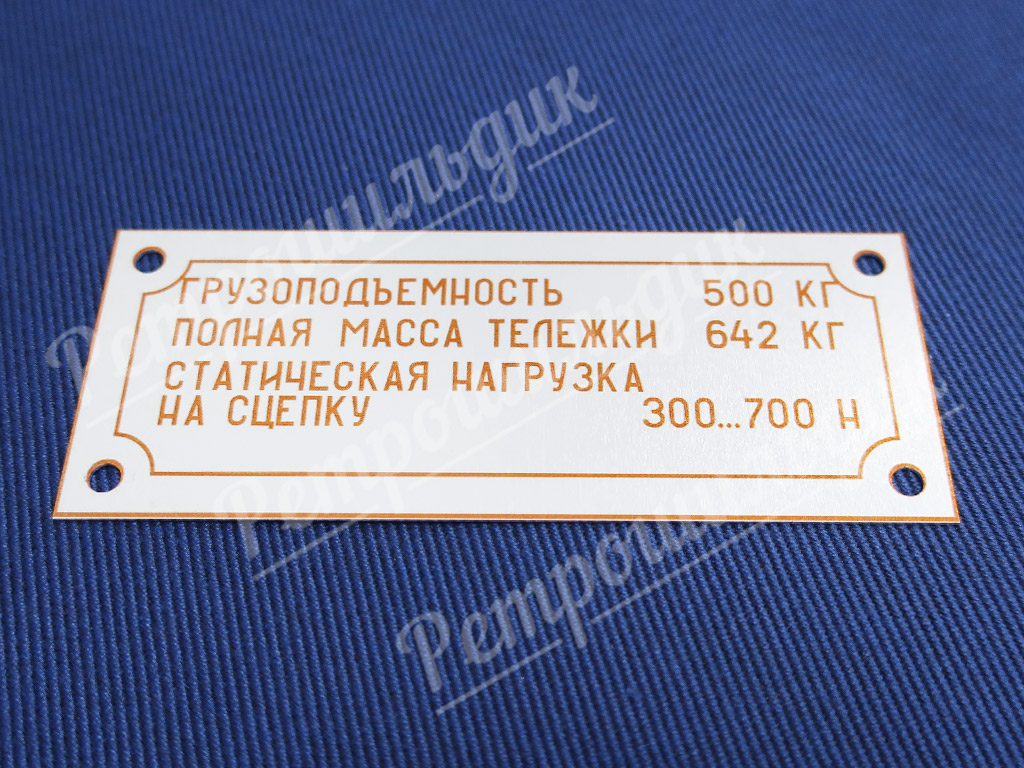 ГРУЗОПОДЪЕМНОСТЬ 500 КГ
ПОЛНАЯ МАССА ТЕЛЕЖКИ 642 КГ
СТАТИЧЕСКАЯ НАГРУЗКА
НА СЦЕПКУ 300...700 Н
Ретрошильдик
Ретрошильдик
Ретрошильдик